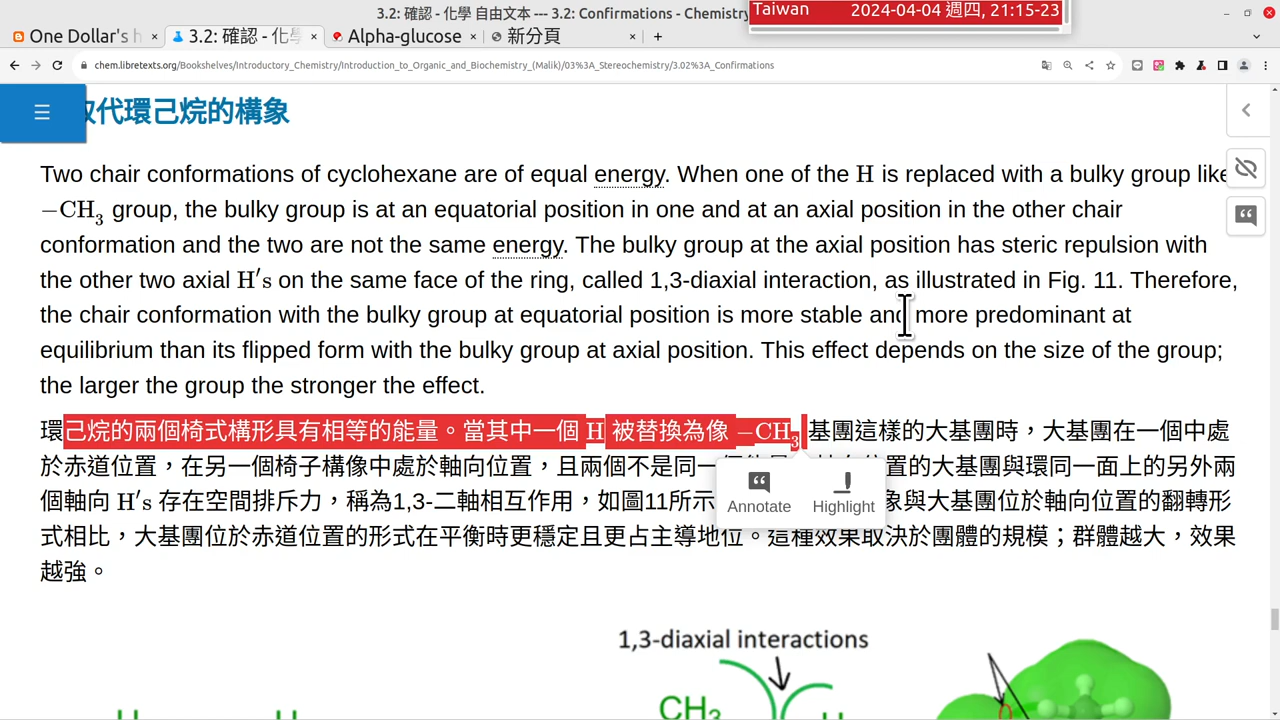 3.2: 確認 - 化學 自由文本 --- 3.2: Confirmations - Chemistry
Taiwan 2024-04-04 週四, 21:15-23
One Dollar's h
3.2: 確認 - 化學
Alpha-glucose
新分頁
chem.libretexts.org/Bookshelves/Introductory_Chemistry/Introduction_to_Organic_and_Biochemistry_(Malik)/03%3A_Stereochemistry/3.02%3A_Confirmations
代環己烷的構象
Two chair conformations of cyclohexane are of equal energy. When one of the H is replaced with a bulky group like
−CH₃ group, the bulky group is at an equatorial position in one and at an axial position in the other chair
conformation and the two are not the same energy. The bulky group at the axial position has steric repulsion with
the other two axial H′s on the same face of the ring, called 1,3-diaxial interaction, as illustrated in Fig. 11. Therefore,
the chair conformation with the bulky group at equatorial position is more stable and more predominant at
equilibrium than its flipped form with the bulky group at axial position. This effect depends on the size of the group;
the larger the group the stronger the effect.
環己烷的兩個椅式構形具有相等的能量。當其中一個 H 被替換為像 −CH₃ 基團這樣的大基團時，大基團在一個中處
於赤道位置，在另一個椅子構像中處於軸向位置，且兩個不是同一 位置的大基團與環同一面上的另外兩
個軸向 H′s 存在空間排斥力，稱為1,3-二軸相互作用，如圖11所示 象與大基團位於軸向位置的翻轉形
式相比，大基團位於赤道位置的形式在平衡時更穩定且更占主導地位。這種效果取決於團體的規模；群體越大，效果
越強。
Annotate Highlight
1,3-diaxial interactions
CH₃
H H H